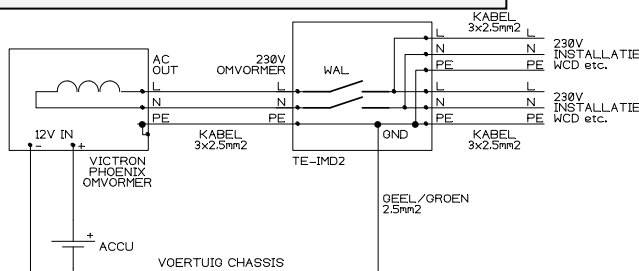 KABEL
3x2.5mm2
L L
N N
PE PE
230V
INSTALLATIE
WCD etc.
AC
OUT
230V
OMVORMER
WAL
L L
N N
PE PE
L L
N N
PE PE
230V
INSTALLATIE
WCD etc.
12V IN
- +
KABEL
3x2.5mm2
GND
KABEL
3x2.5mm2
VICTRON
PHOENIX
OMVORMER
TE-IMD2
GEEL/GROEN
2.5mm2
+
ACCU
VOERTUIG CHASSIS